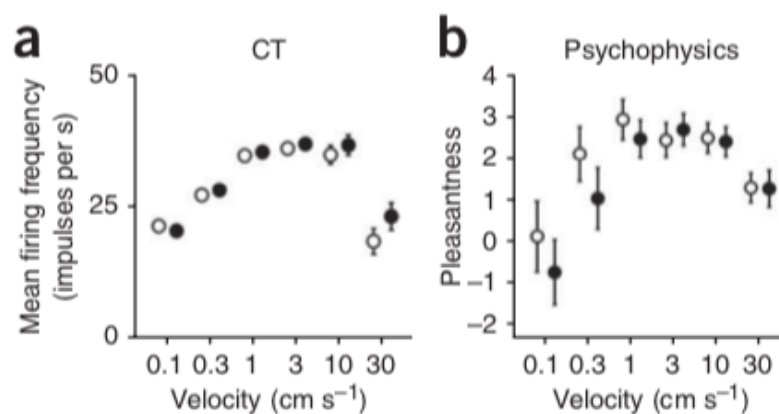 a
CT
Mean firing frequency
(impulses per s)
50
25
0
0.1 0.3 1 3 10 30
Velocity (cm s⁻¹)
b
Psychophysics
Pleasantness
4
3
2
1
0
–1
–2
0.1 0.3 1 3 10 30
Velocity (cm s⁻¹)